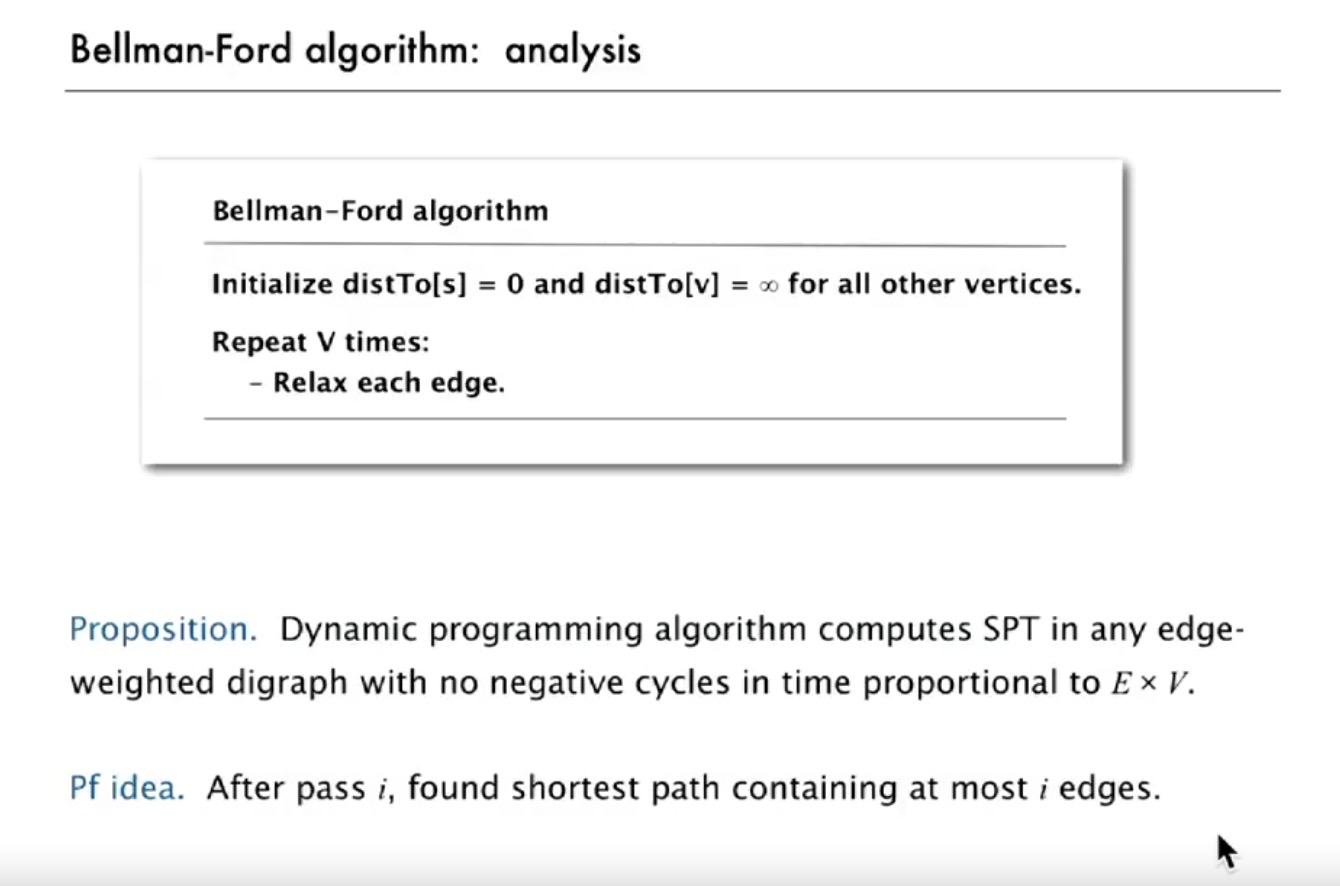 Bellman-Ford algorithm: analysis
Bellman-Ford algorithm
Initialize distTo[s] = 0 and distTo[v] = ∞ for all other vertices.
Repeat V times:
– Relax each edge.
Proposition. Dynamic programming algorithm computes SPT in any edge-
weighted digraph with no negative cycles in time proportional to E × V.
Pf idea. After pass i, found shortest path containing at most i edges.